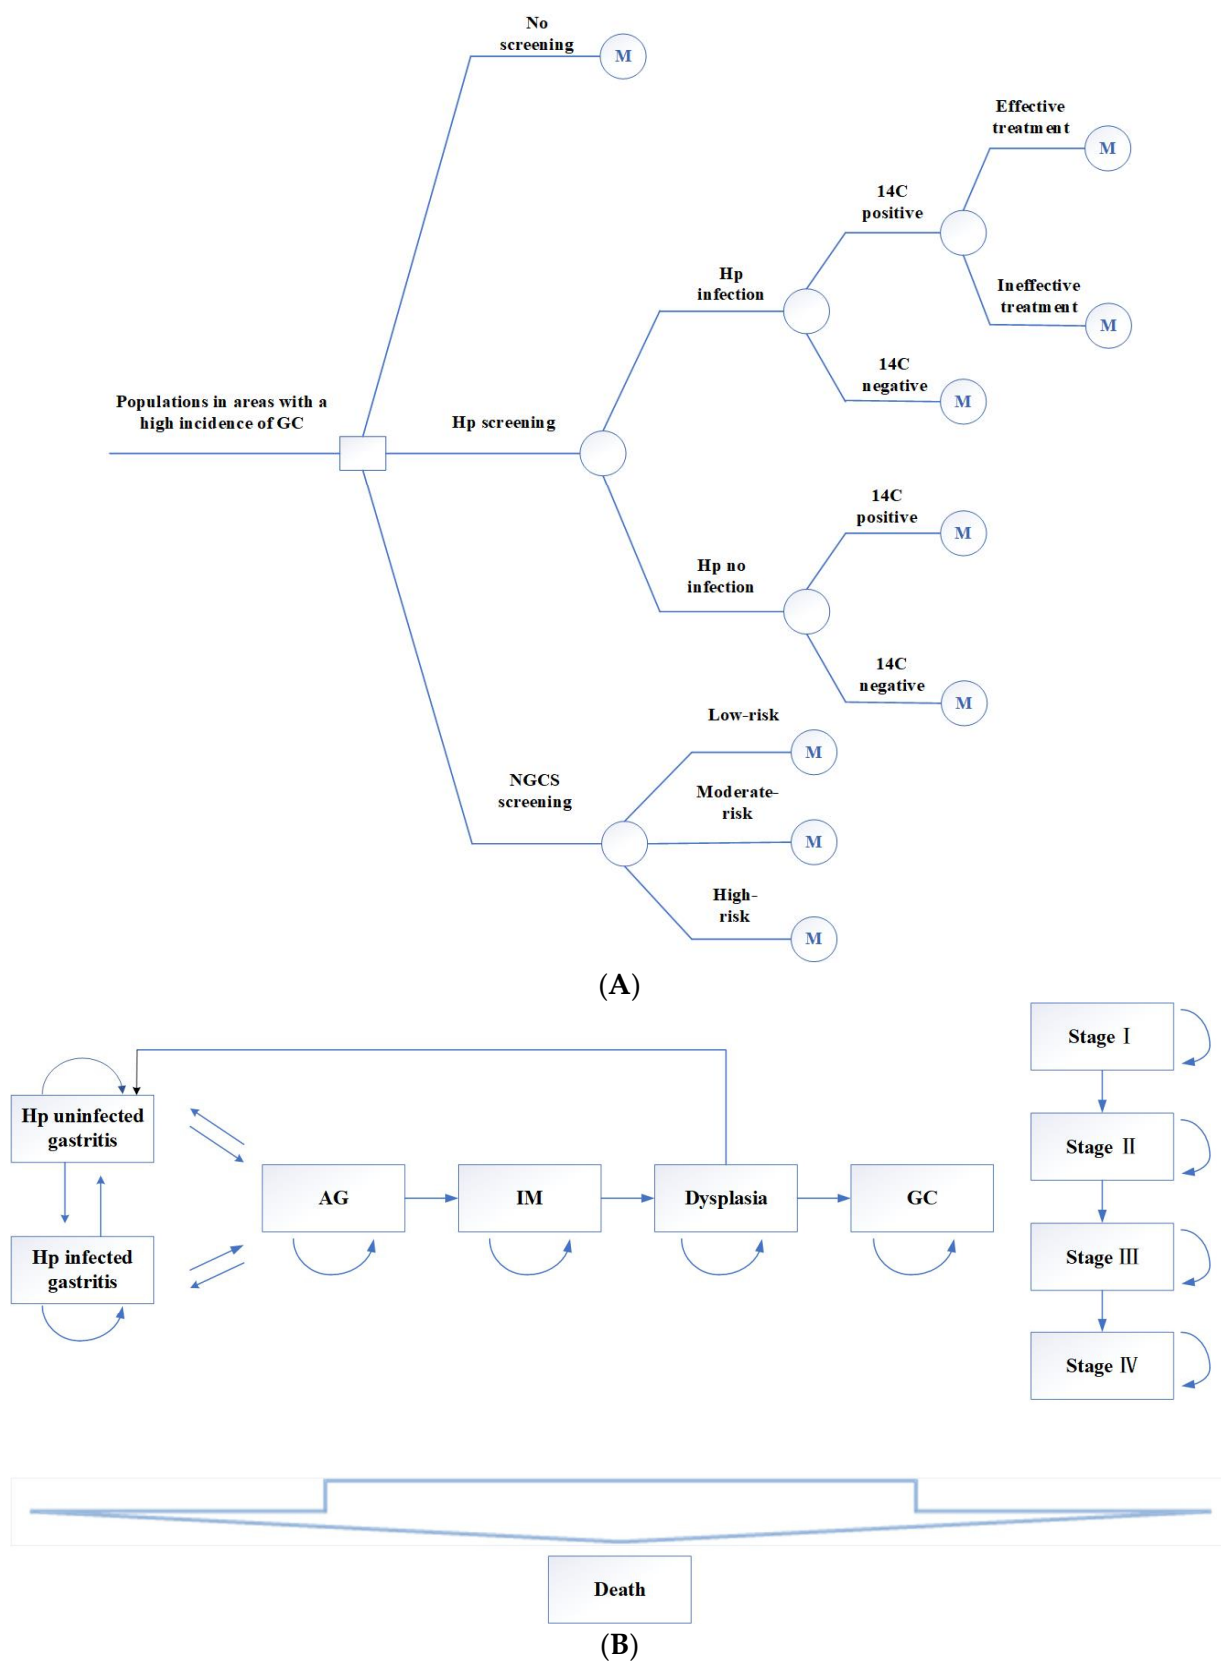 No
screening
M
Effective
treatment
M
14C
positive
Hp
infection
Ineffective
treatment
M
14C
negative
M
Populations in areas with a
high incidence of GC
Hp screening
14C
positive
M
Hp no
infection
14C
negative
M
Low-risk
M
NGCS
screening
Moderate-
risk
M
High-
risk
M
(A)
Stage Ⅰ
Hp uninfected
gastritis
Stage Ⅱ
AG
IM
Dysplasia
GC
Hp infected
gastritis
Stage Ⅲ
Stage Ⅳ
Death
(B)